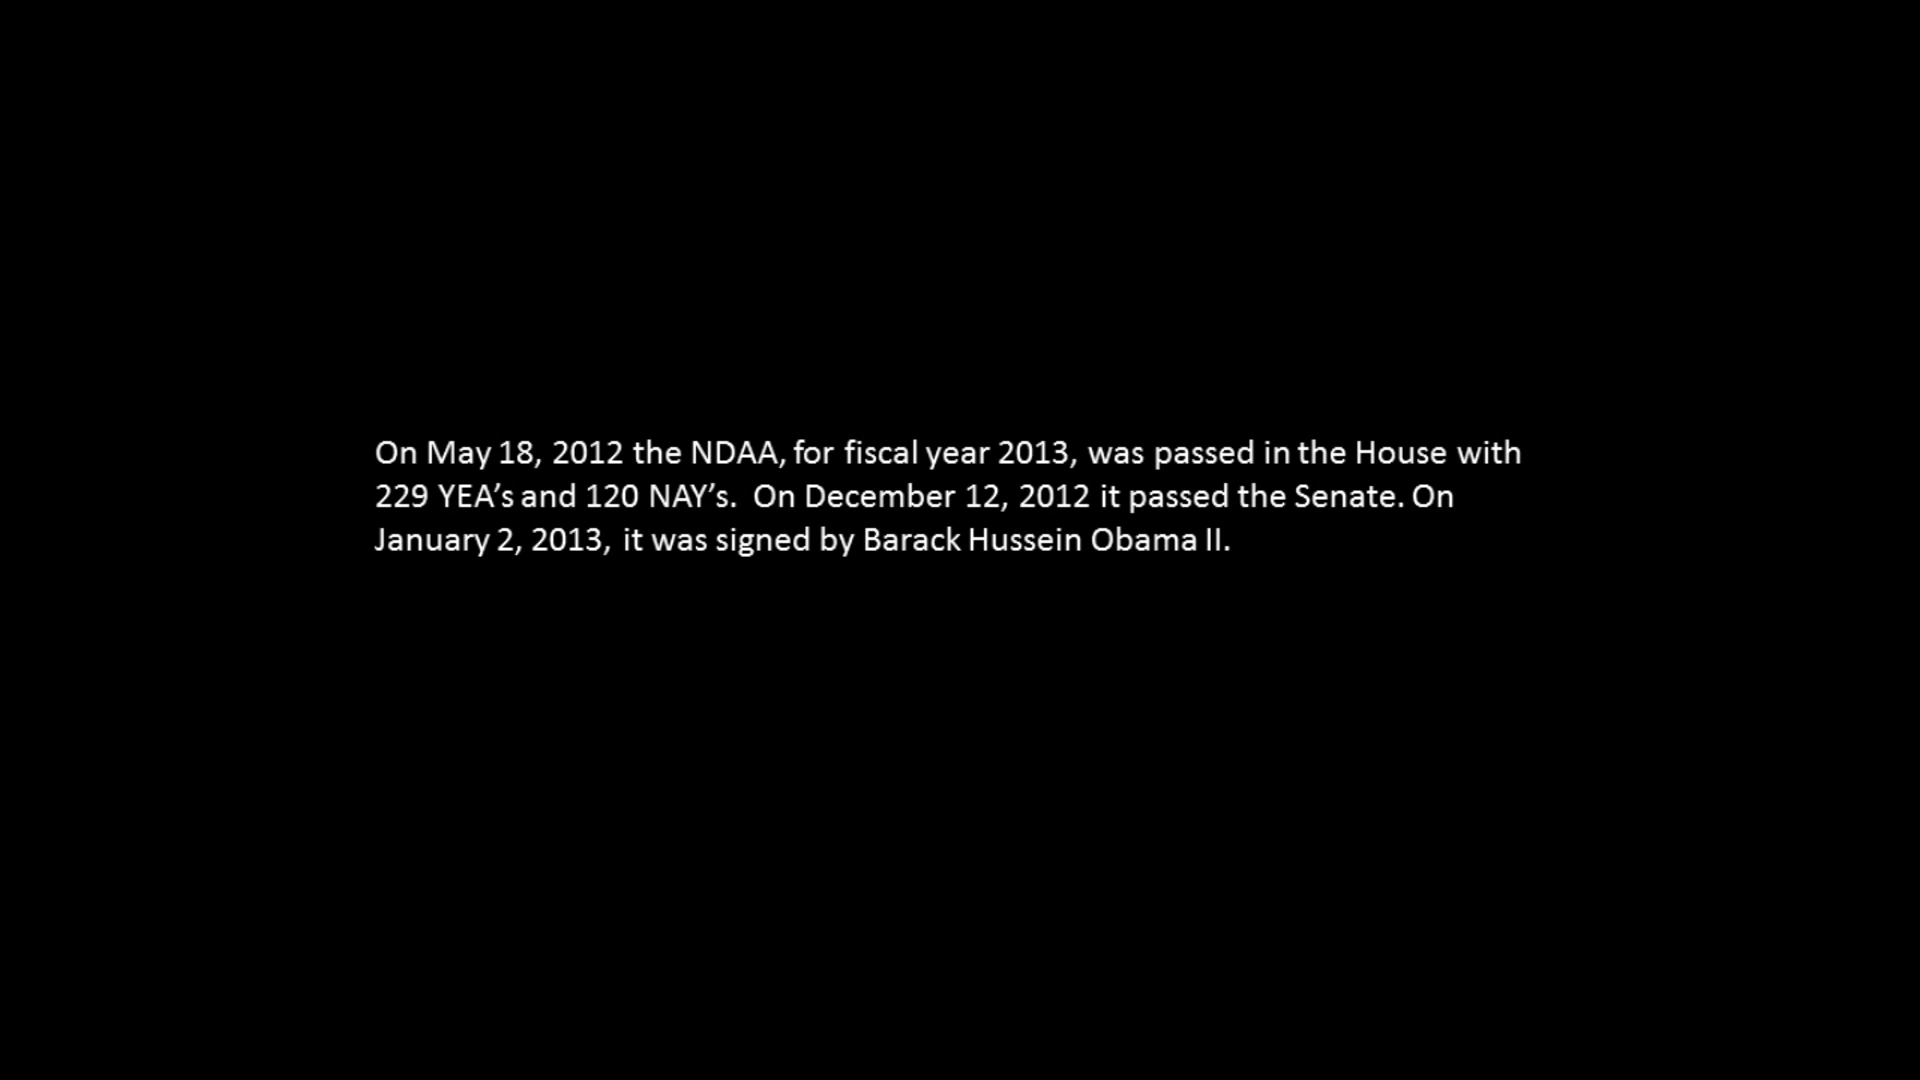 On May 18, 2012 the NDAA, for fiscal year 2013, was passed in the House with
229 YEA’s and 120 NAY’s.  On December 12, 2012 it passed the Senate. On
January 2, 2013, it was signed by Barack Hussein Obama II.